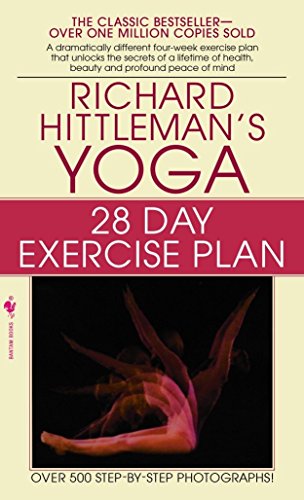 THE CLASSIC BESTSELLER—
OVER ONE MILLION COPIES SOLD
A dramatically different four-week exercise plan
that unlocks the secrets of a lifetime of health,
beauty and profound peace of mind
RICHARD
HITTLEMAN'S
YOGA
28 DAY
EXERCISE PLAN
BANTAM BOOKS
OVER 500 STEP-BY-STEP PHOTOGRAPHS!